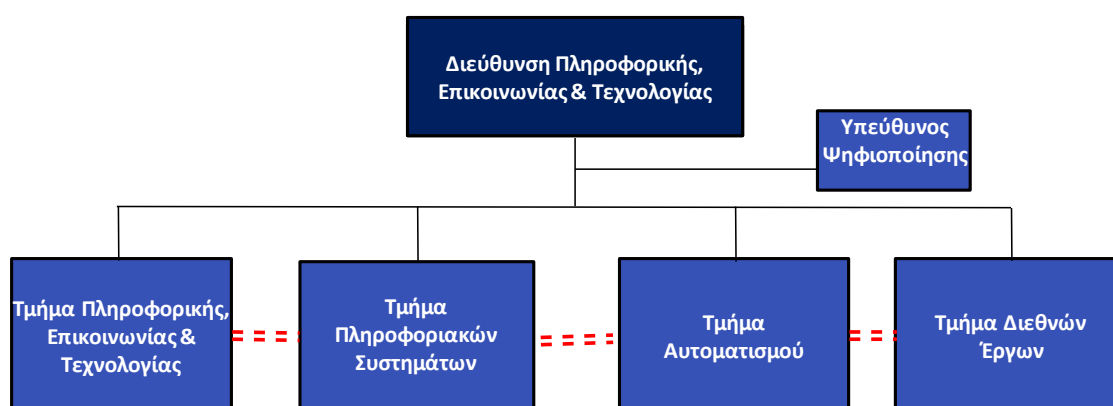 Διεύθυνση Πληροφορικής,
Επικοινωνίας & Τεχνολογίας
Υπεύθυνος
Ψηφιοποίησης
Τμήμα Πληροφορικής,
Επικοινωνίας &
Τεχνολογίας
Τμήμα
Πληροφοριακών
Συστημάτων
Τμήμα
Αυτοματισμού
Τμήμα Διεθνών
Έργων